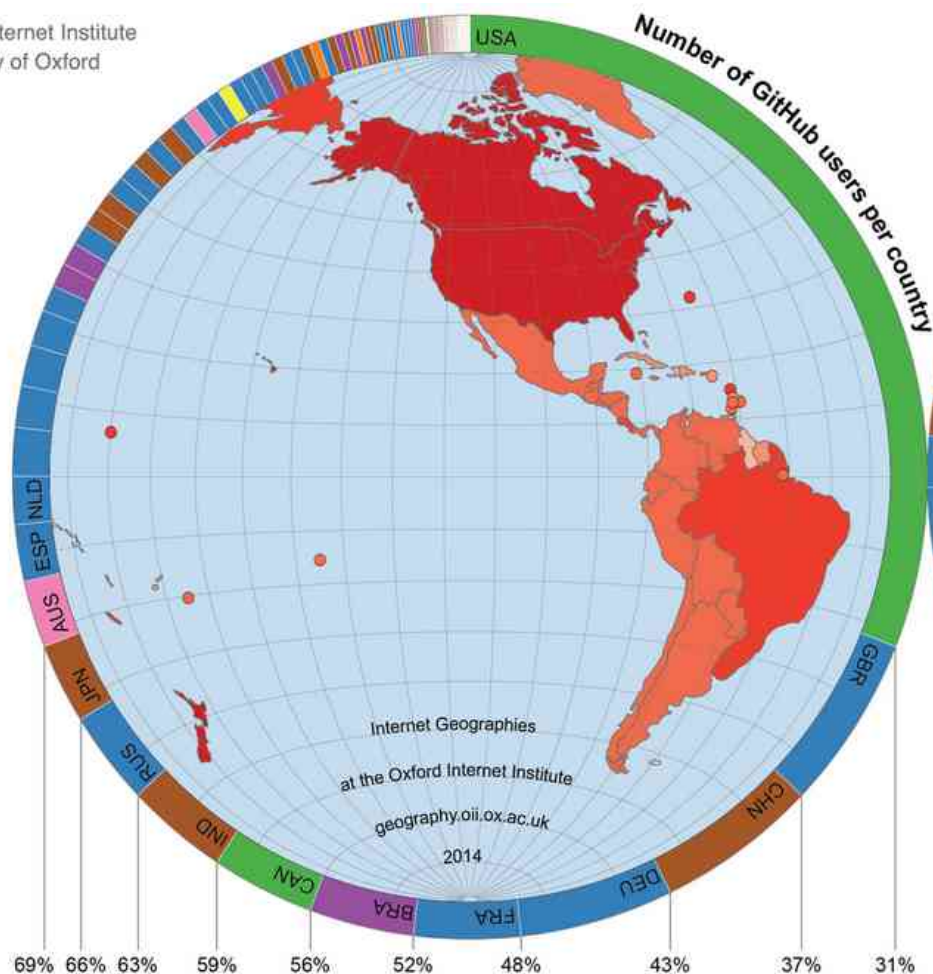 nternet Institute
y of Oxford
Number of GitHub users per country
USA
GBR
CHN
DEU
FRA
BRA
CAN
IND
RUS
JPN
AUS
ESP
NLD
Internet Geographies
at the Oxford Internet Institute
geography.oii.ox.ac.uk
2014
69% 66% 63% 59% 56% 52% 48% 43% 37% 31%